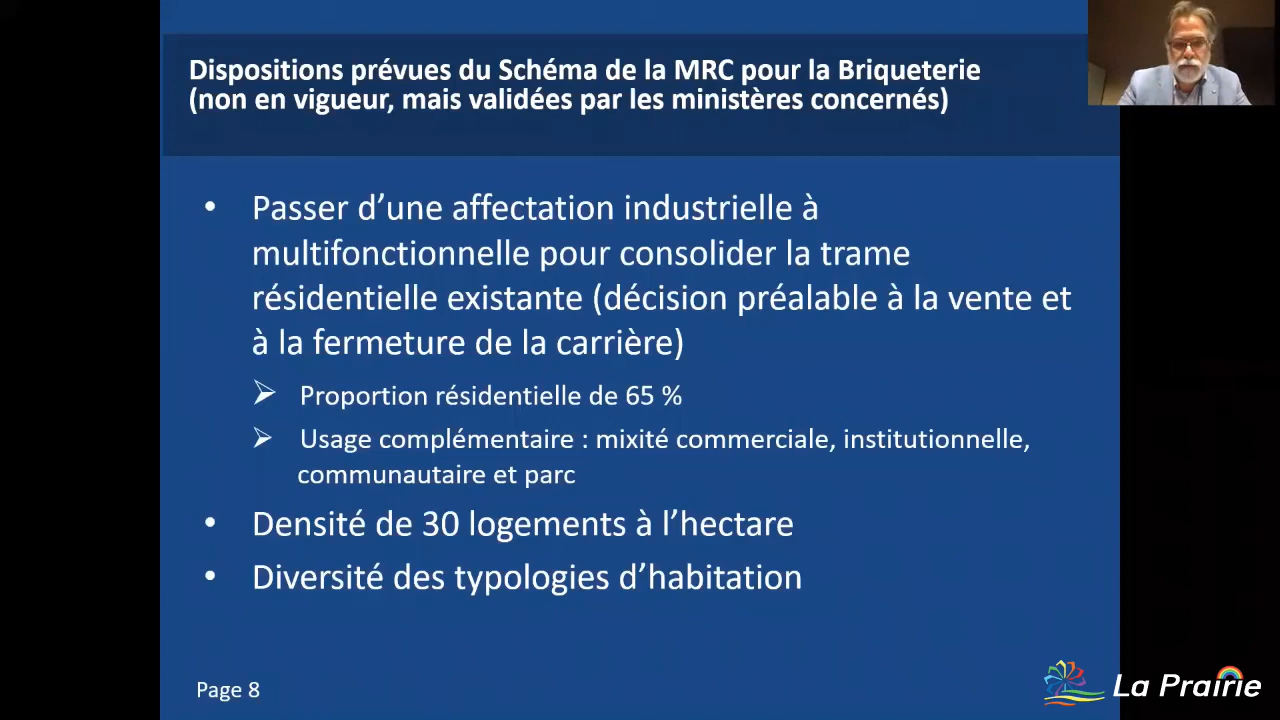 Dispositions prévues du Schéma de la MRC pour la Briqueterie
(non en vigueur, mais validées par les ministères concernés)
• Passer d’une affectation industrielle à
multifonctionnelle pour consolider la trame
résidentielle existante (décision préalable à la vente et
à la fermeture de la carrière)
➢ Proportion résidentielle de 65 %
➢ Usage complémentaire : mixité commerciale, institutionnelle,
communautaire et parc
• Densité de 30 logements à l’hectare
• Diversité des typologies d’habitation
Page 8
La Prairie